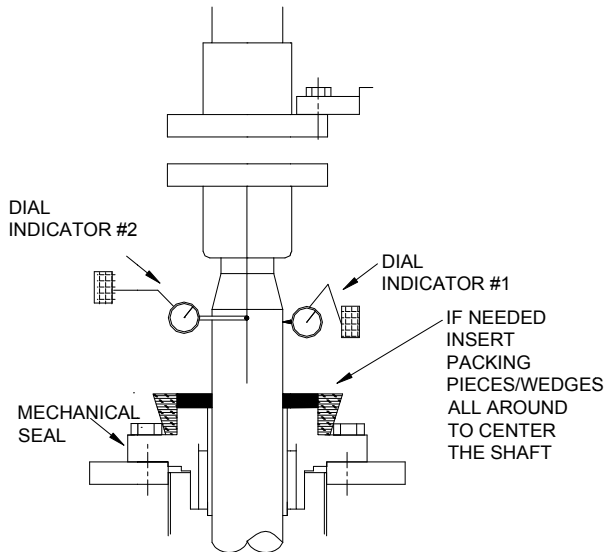 DIAL
INDICATOR #2
DIAL
INDICATOR #1
IF NEEDED
INSERT
PACKING
PIECES/WEDGES
ALL AROUND
TO CENTER
THE SHAFT
MECHANICAL
SEAL